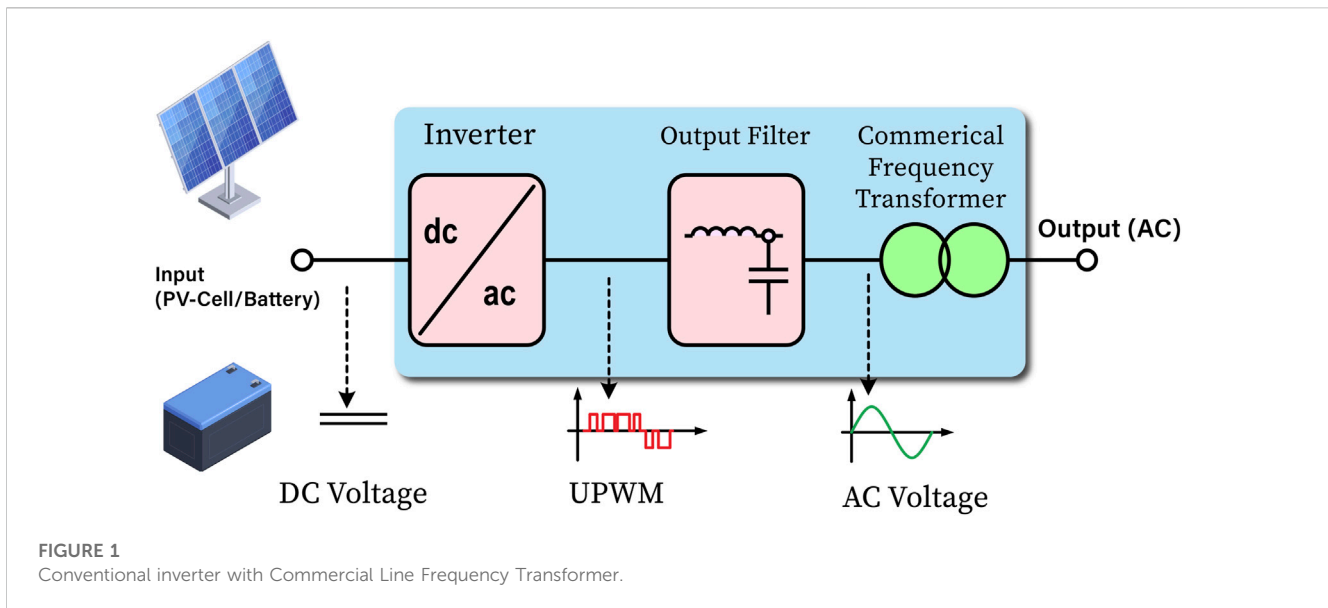 Inverter
Output Filter
Commerical
Frequency
Transformer
dc
ac
Output (AC)
Input
(PV-Cell/Battery)
DC Voltage
UPWM
AC Voltage
FIGURE 1
Conventional inverter with Commercial Line Frequency Transformer.